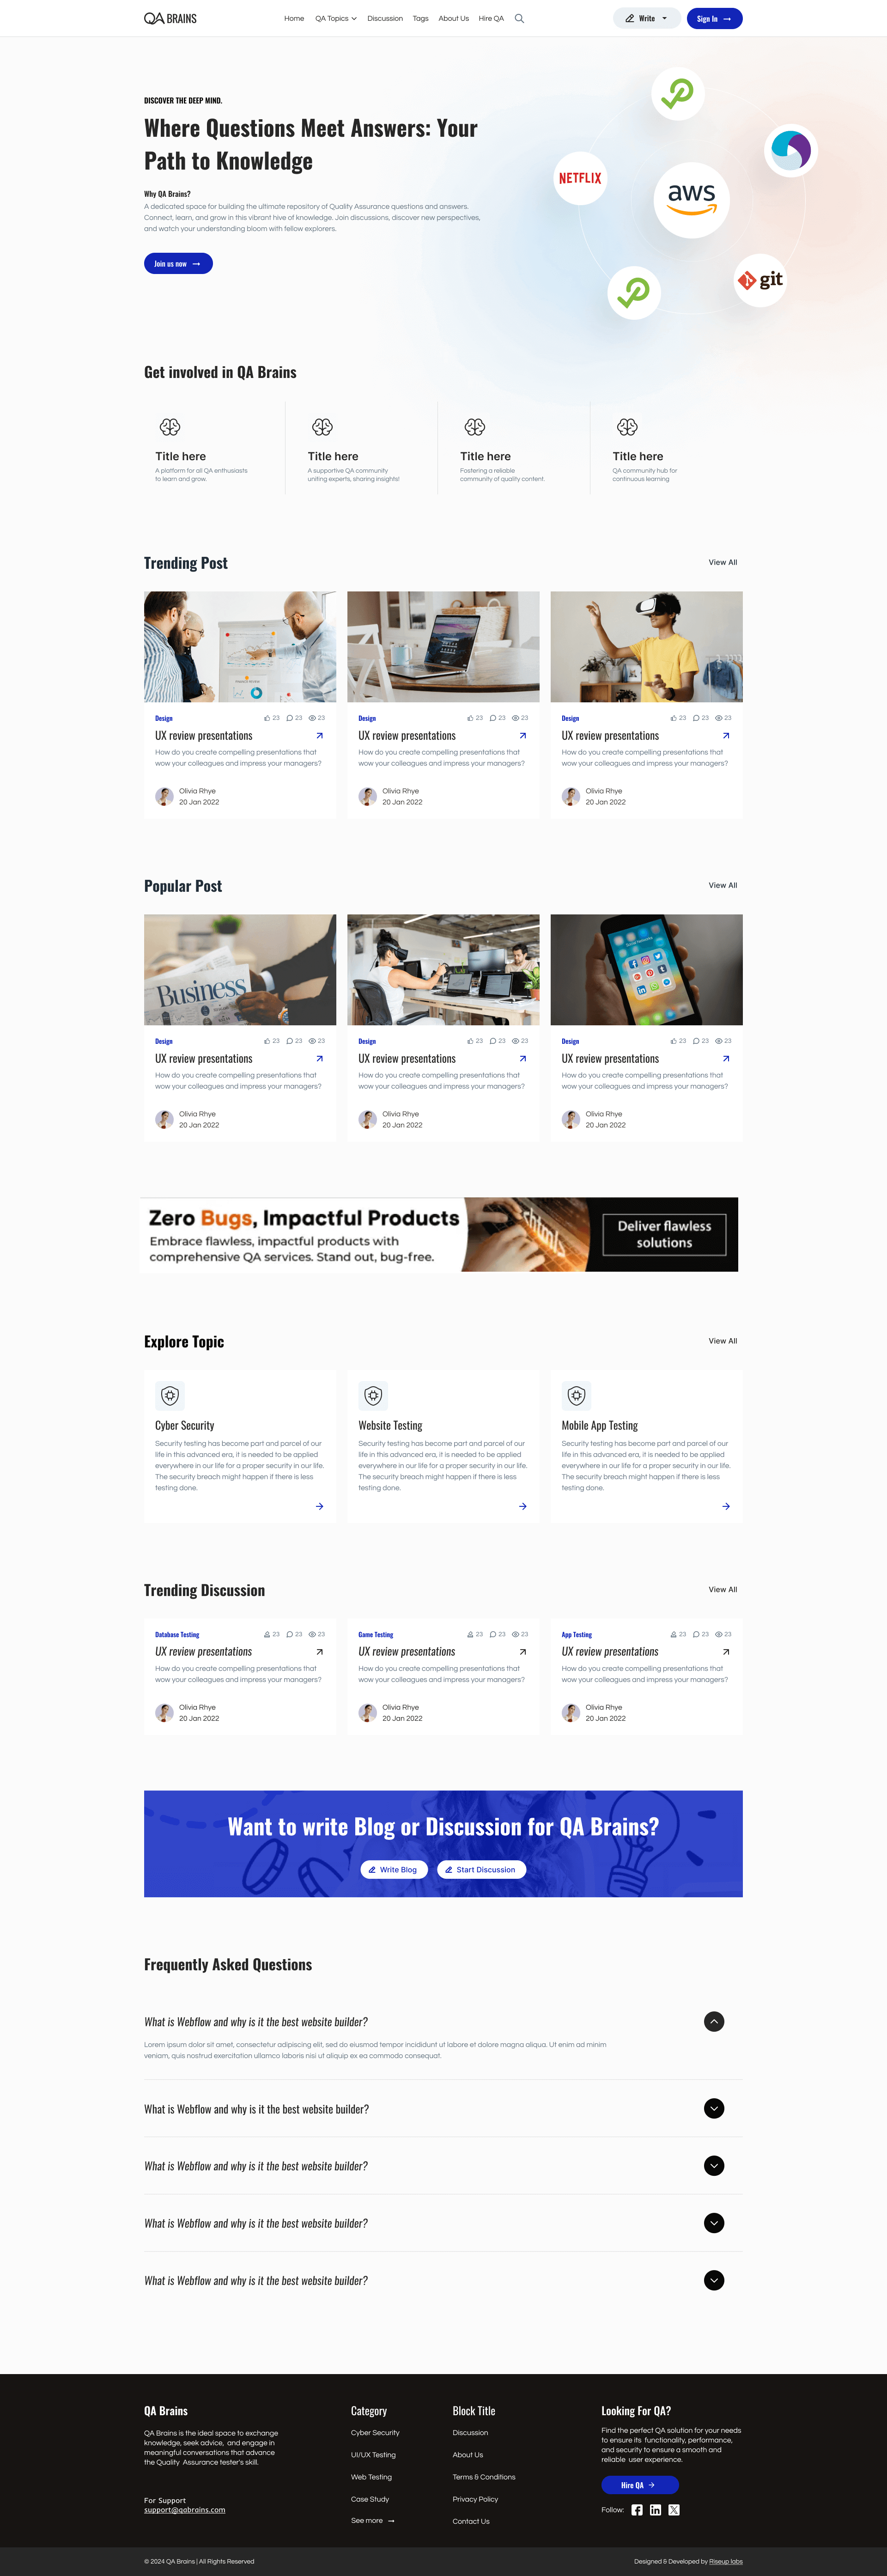 QA BRAINS
Home QA Topics Discussion Tags About Us Hire QA Write Sign In
DISCOVER THE DEEP MIND.
Where Questions Meet Answers: Your
Path to Knowledge
Why QA Brains?
A dedicated space for building the ultimate repository of Quality Assurance questions and answers.
Connect, learn, and grow in this vibrant hive of knowledge. Join discussions, discover new perspectives,
and watch your understanding bloom with fellow explorers.
Join us now
NETFLIX
aws
git
Get involved in QA Brains
Title here
A platform for all QA enthusiasts
to learn and grow.
Title here
A supportive QA community
uniting experts, sharing insights!
Title here
Fostering a reliable
community of quality content.
Title here
QA community hub for
continuous learning
Trending Post
View All
Design 23 23 23
UX review presentations
How do you create compelling presentations that
wow your colleagues and impress your managers?
Olivia Rhye
20 Jan 2022
Design 23 23 23
UX review presentations
How do you create compelling presentations that
wow your colleagues and impress your managers?
Olivia Rhye
20 Jan 2022
Design 23 23 23
UX review presentations
How do you create compelling presentations that
wow your colleagues and impress your managers?
Olivia Rhye
20 Jan 2022
Popular Post
View All
Business
Design 23 23 23
UX review presentations
How do you create compelling presentations that
wow your colleagues and impress your managers?
Olivia Rhye
20 Jan 2022
Design 23 23 23
UX review presentations
How do you create compelling presentations that
wow your colleagues and impress your managers?
Olivia Rhye
20 Jan 2022
Design 23 23 23
UX review presentations
How do you create compelling presentations that
wow your colleagues and impress your managers?
Olivia Rhye
20 Jan 2022
Zero Bugs, Impactful Products
Embrace flawless, impactful products with
comprehensive QA services. Stand out, bug-free.
html
Deliver flawless
solutions
Explore Topic
View All
Cyber Security
Security testing has become part and parcel of our
life in this advanced era, it is needed to be applied
everywhere in our life for a proper security in our life.
The security breach might happen if there is less
testing done.
Website Testing
Security testing has become part and parcel of our
life in this advanced era, it is needed to be applied
everywhere in our life for a proper security in our life.
The security breach might happen if there is less
testing done.
Mobile App Testing
Security testing has become part and parcel of our
life in this advanced era, it is needed to be applied
everywhere in our life for a proper security in our life.
The security breach might happen if there is less
testing done.
Trending Discussion
View All
Database Testing 23 23 23
UX review presentations
How do you create compelling presentations that
wow your colleagues and impress your managers?
Olivia Rhye
20 Jan 2022
Game Testing 23 23 23
UX review presentations
How do you create compelling presentations that
wow your colleagues and impress your managers?
Olivia Rhye
20 Jan 2022
App Testing 23 23 23
UX review presentations
How do you create compelling presentations that
wow your colleagues and impress your managers?
Olivia Rhye
20 Jan 2022
Want to write Blog or Discussion for QA Brains?
Write Blog Start Discussion
Frequently Asked Questions
What is Webflow and why is it the best website builder?
Lorem ipsum dolor sit amet, consectetur adipiscing elit, sed do eiusmod tempor incididunt ut labore et dolore magna aliqua. Ut enim ad minim
veniam, quis nostrud exercitation ullamco laboris nisi ut aliquip ex ea commodo consequat.
What is Webflow and why is it the best website builder?
What is Webflow and why is it the best website builder?
What is Webflow and why is it the best website builder?
What is Webflow and why is it the best website builder?
QA Brains
QA Brains is the ideal space to exchange
knowledge, seek advice, and engage in
meaningful conversations that advance
the Quality Assurance tester's skill.
For Support
support@qabrains.com
Category
Cyber Security
UI/UX Testing
Web Testing
Case Study
See more
Block Title
Discussion
About Us
Terms & Conditions
Privacy Policy
Contact Us
Looking For QA?
Find the perfect QA solution for your needs
to ensure its functionality, performance,
and security to ensure a smooth and
reliable user experience.
Hire QA
Follow:
© 2024 QA Brains | All Rights Reserved
Designed & Developed by Riseup labs